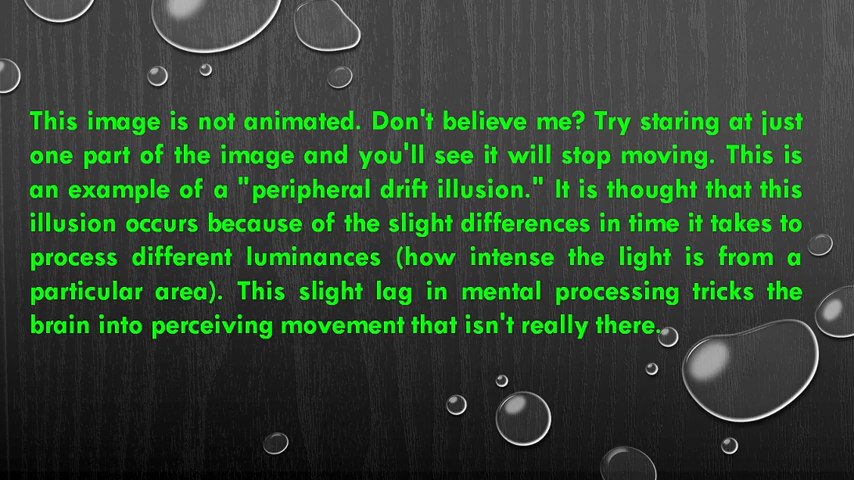 This image is not animated. Don't believe me? Try staring at just
one part of the image and you'll see it will stop moving. This is
an example of a "peripheral drift illusion." It is thought that this
illusion occurs because of the slight differences in time it takes to
process different luminances (how intense the light is from a
particular area). This slight lag in mental processing tricks the
brain into perceiving movement that isn't really there.